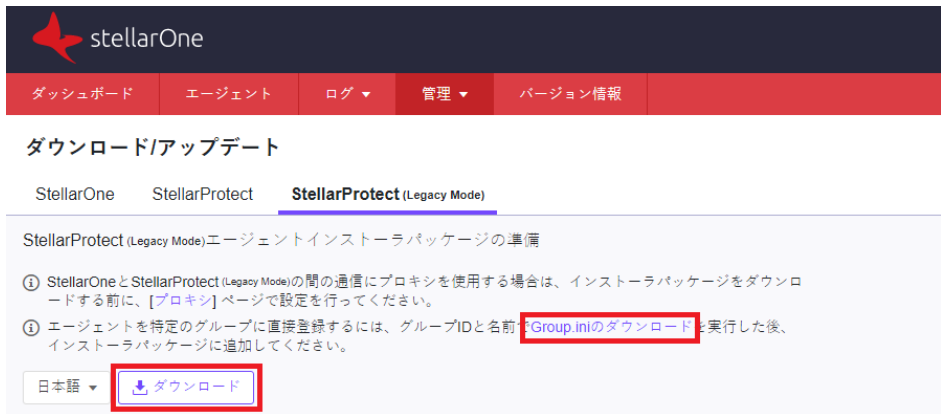 stellarOne
ダッシュボード エージェント ログ 管理 バージョン情報
ダウンロード/アップデート
StellarOne StellarProtect StellarProtect (Legacy Mode)
StellarProtect (Legacy Mode)エージェントインストーラパッケージの準備
StellarOneとStellarProtect (Legacy Mode)の間の通信にプロキシを使用する場合は、インストーラパッケージをダウンロ
ードする前に、[プロキシ] ページで設定を行ってください。
エージェントを特定のグループに直接登録するには、グループIDと名前でGroup.iniのダウンロードを実行した後、
インストーラパッケージに追加してください。
日本語 ダウンロード